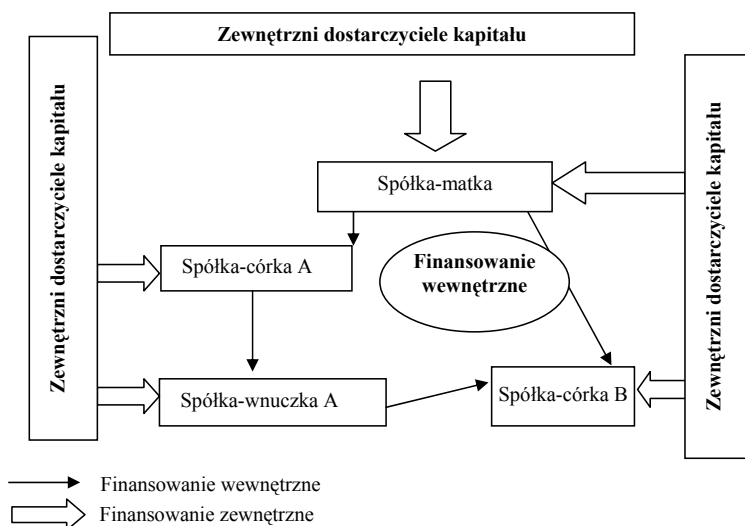 Zewnętrzni dostarczyciele kapitału
Zewnętrzni dostarczyciele kapitału
Zewnętrzni dostarczyciele kapitału
Spółka-matka
Spółka-córka A
Finansowanie
wewnętrzne
Spółka-wnuczka A
Spółka-córka B
Finansowanie wewnętrzne
Finansowanie zewnętrzne